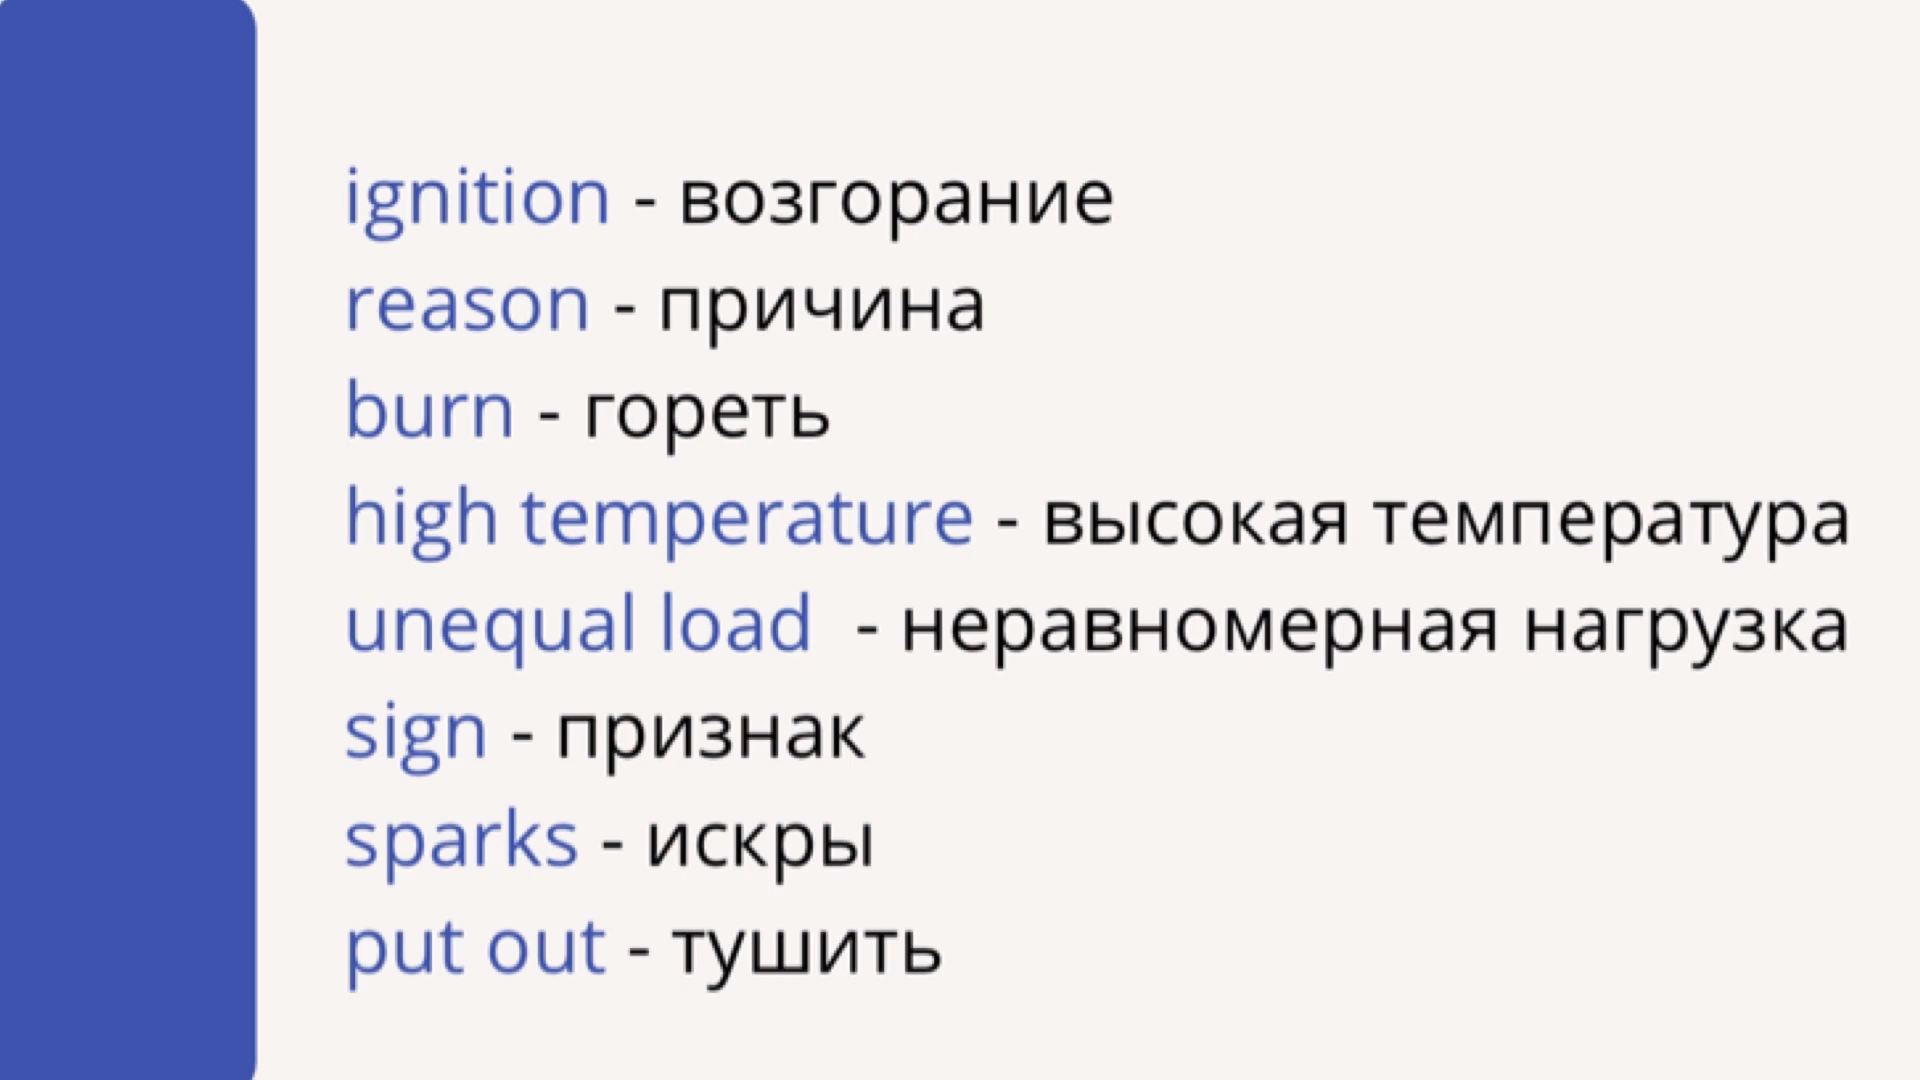 ignition - возгорание
reason - причина
burn - гореть
high temperature - высокая температура
unequal load  - неравномерная нагрузка
sign - признак
sparks - искры
put out - тушить